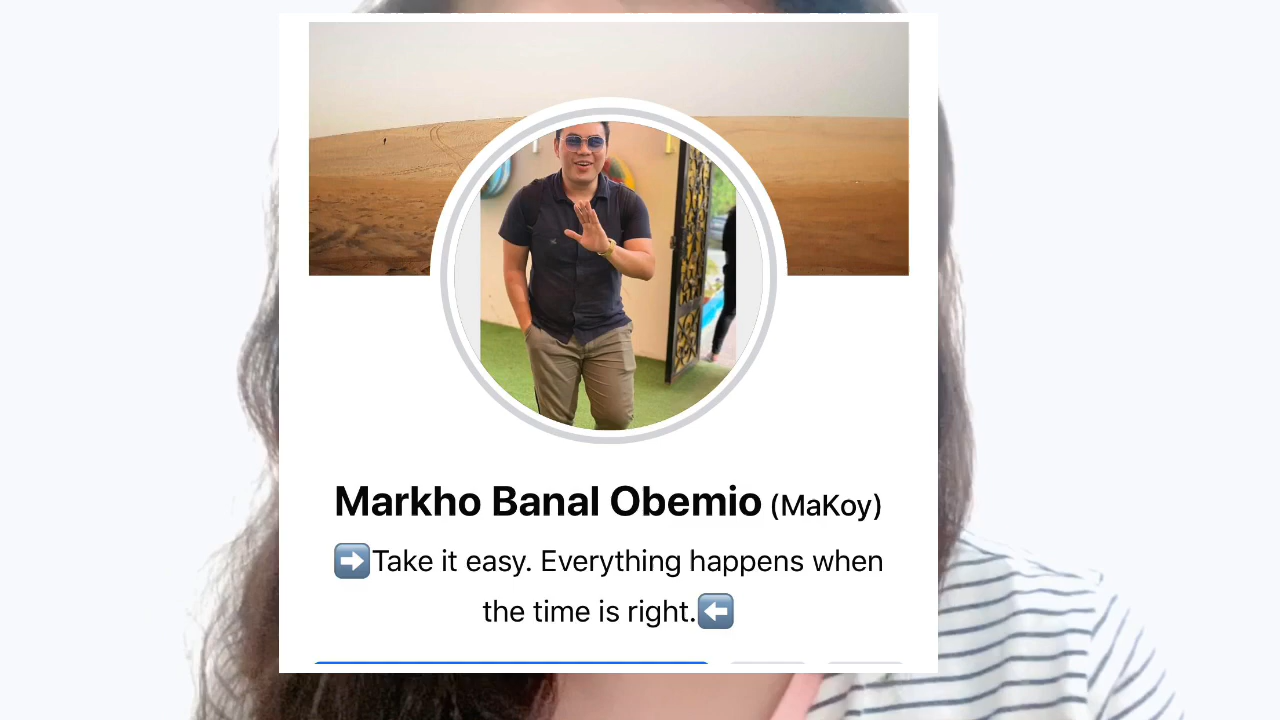 Markho Banal Obemio (MaKoy)
➡️Take it easy. Everything happens when
the time is right.⬅️